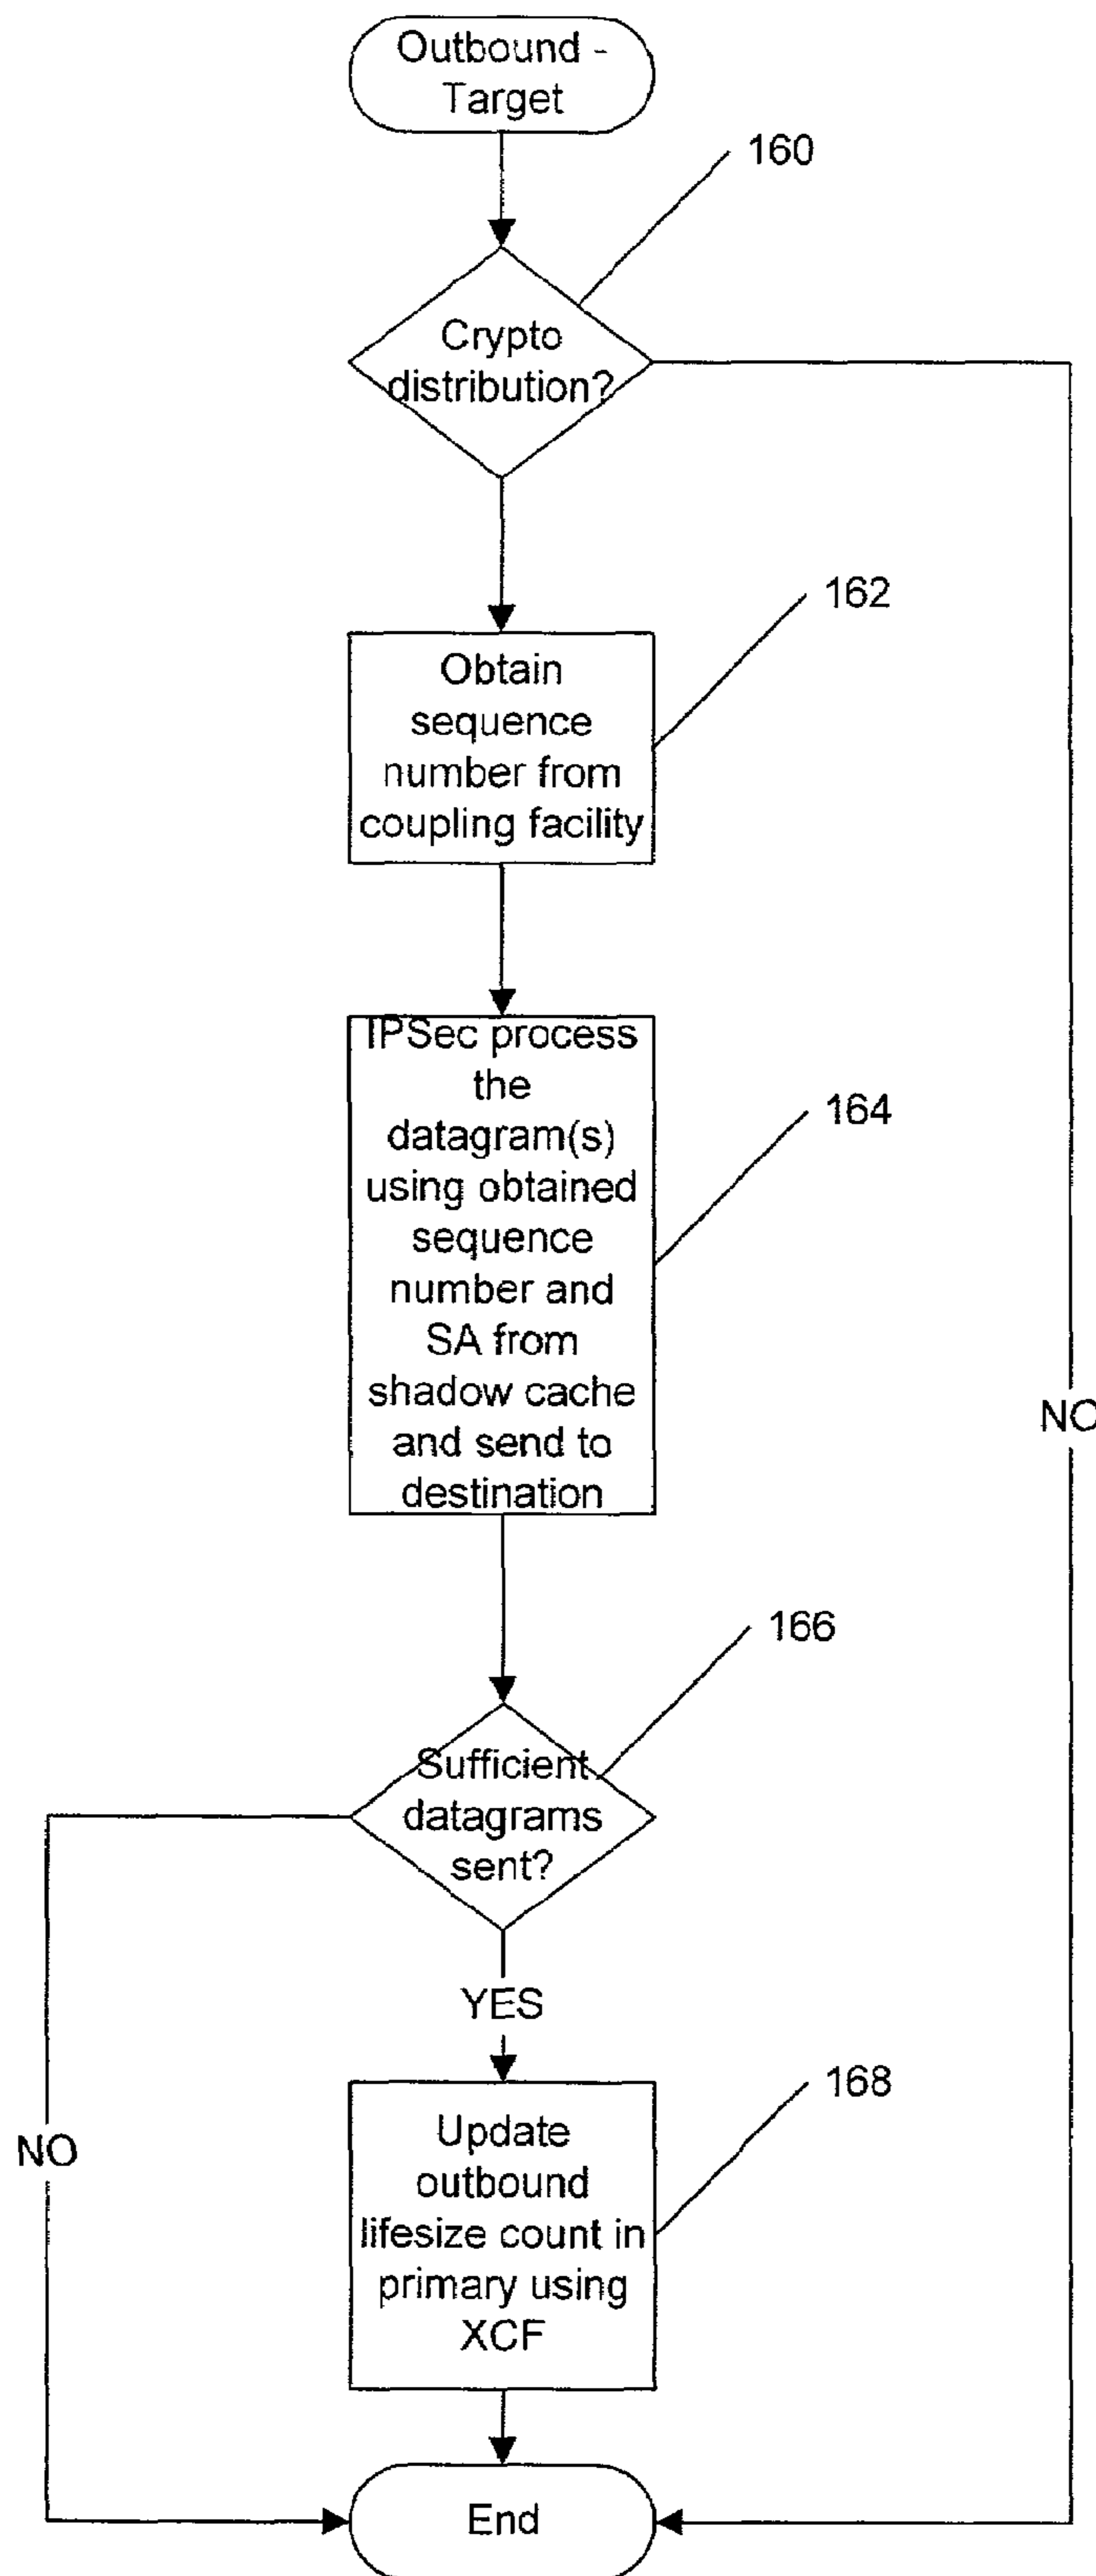 Outbound -
Target
160
Crypto
distribution?
162
Obtain
sequence
number from
coupling facility
IPSec process
the
datagram(s)
using obtained
sequence
number and
SA from
shadow cache
and send to
destination
164
NO
166
Sufficient
datagrams
sent?
YES
168
NO
Update
outbound
lifesize count in
primary using
XCF
End